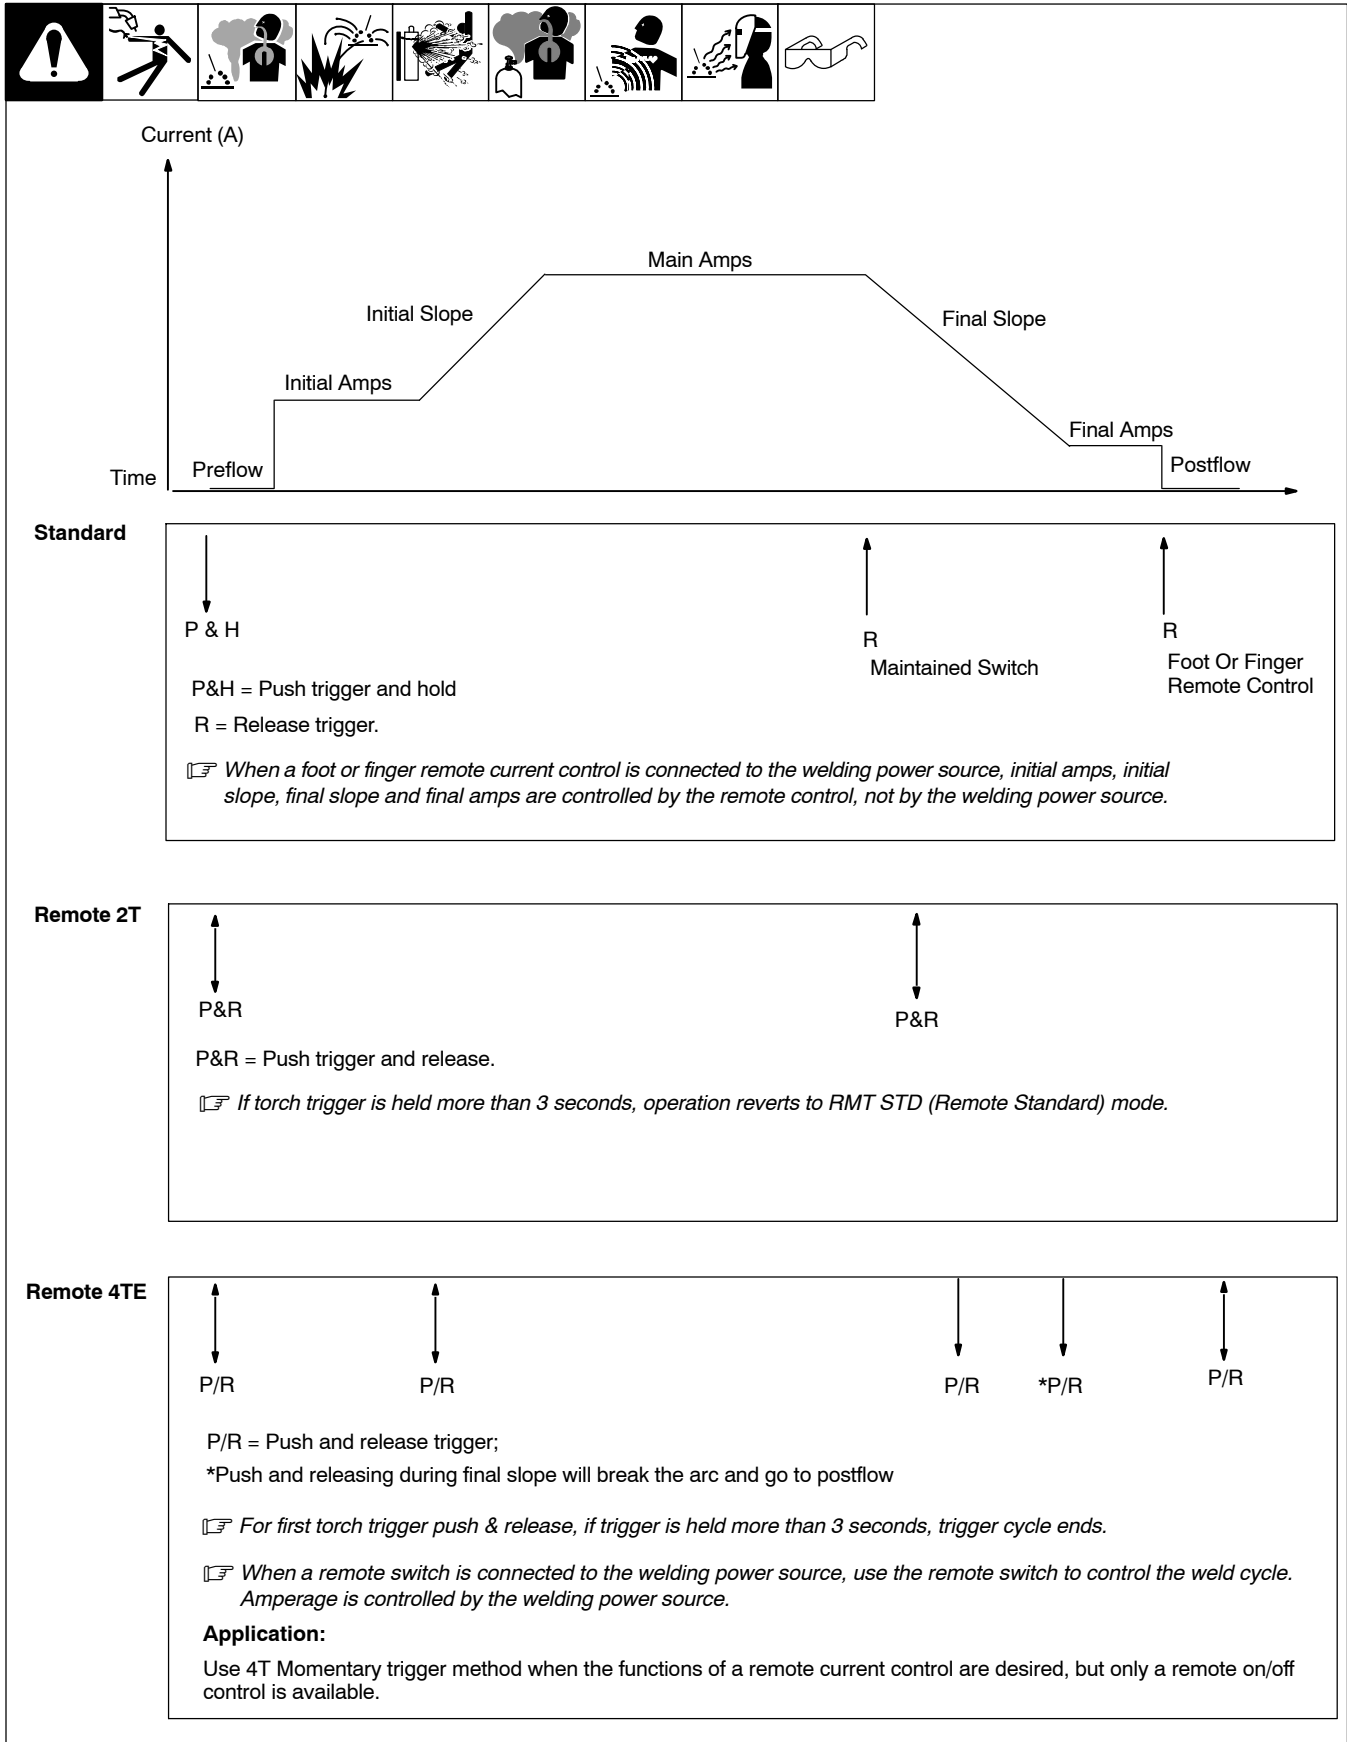 Current (A)
Main Amps
Initial Slope
Final Slope
Initial Amps
Final Amps
Time
Preflow
Postflow
Standard
P & H
R
Maintained Switch
R
Foot Or Finger
Remote Control
P&H = Push trigger and hold
R = Release trigger.
When a foot or finger remote current control is connected to the welding power source, initial amps, initial
slope, final slope and final amps are controlled by the remote control, not by the welding power source.
Remote 2T
P&R
P&R
P&R = Push trigger and release.
If torch trigger is held more than 3 seconds, operation reverts to RMT STD (Remote Standard) mode.
Remote 4TE
P/R
P/R
P/R
*P/R
P/R
P/R = Push and release trigger;
*Push and releasing during final slope will break the arc and go to postflow
For first torch trigger push & release, if trigger is held more than 3 seconds, trigger cycle ends.
When a remote switch is connected to the welding power source, use the remote switch to control the weld cycle.
Amperage is controlled by the welding power source.
Application:
Use 4T Momentary trigger method when the functions of a remote current control are desired, but only a remote on/off
control is available.